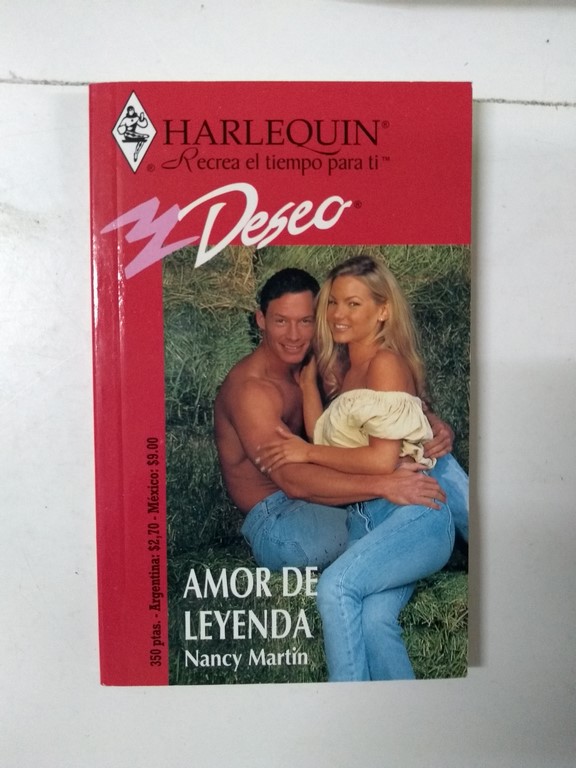 HARLEQUIN®
® Recrea el tiempo para ti™
Deseo®
350 ptas. - Argentina: $2,70 - México: $9.00
AMOR DE
LEYENDA
Nancy Martin